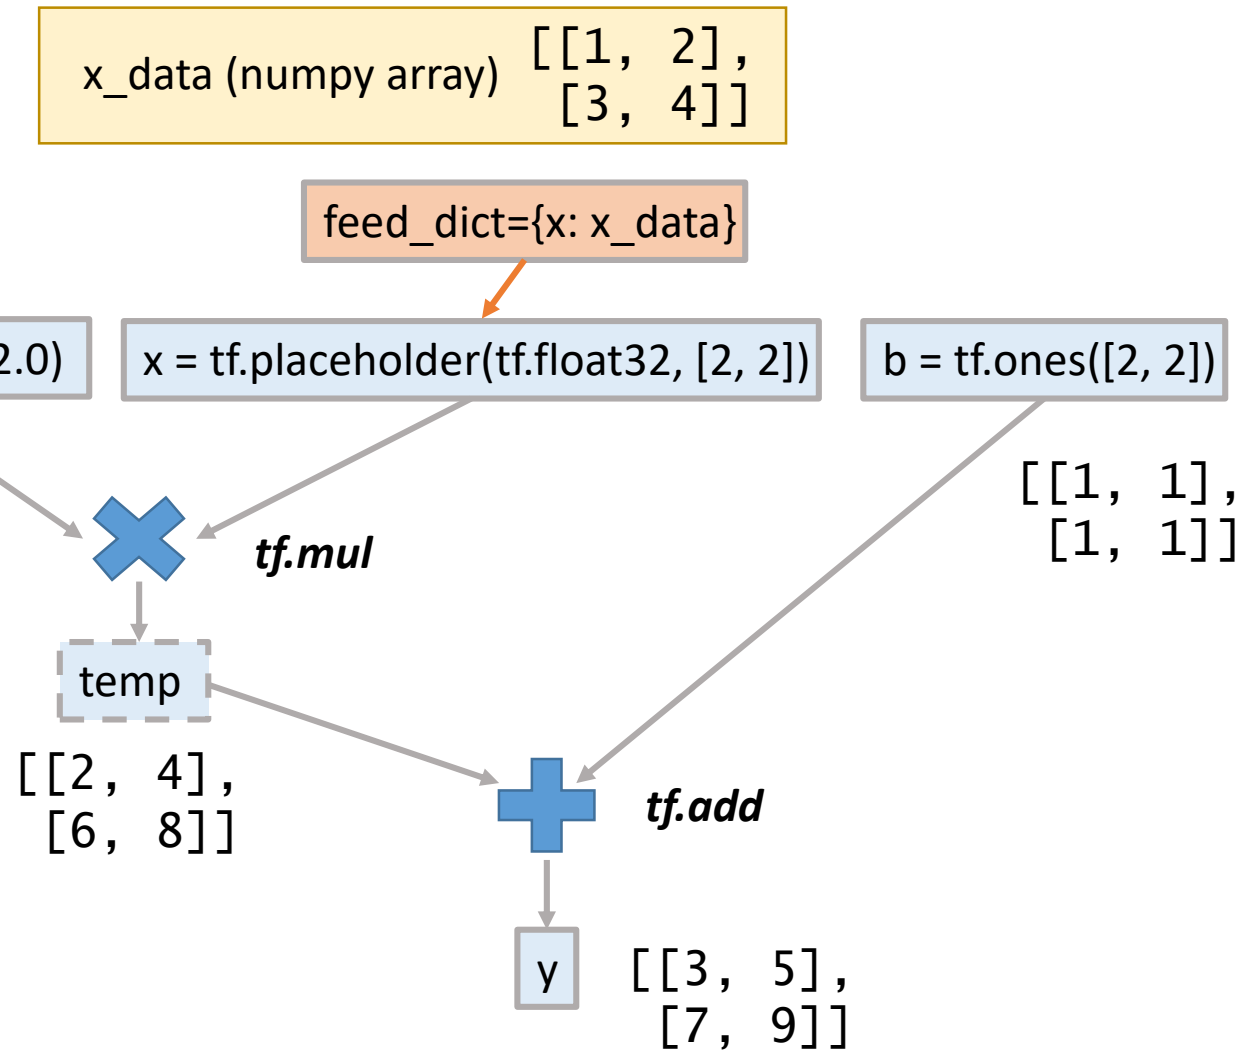 x_data (numpy array) [[1, 2],
[3, 4]]
feed_dict={x: x_data}
2.0)
x = tf.placeholder(tf.float32, [2, 2])
b = tf.ones([2, 2])
[[1, 1],
[1, 1]]
tf.mul
temp
[[2, 4],
[6, 8]]
tf.add
y
[[3, 5],
[7, 9]]